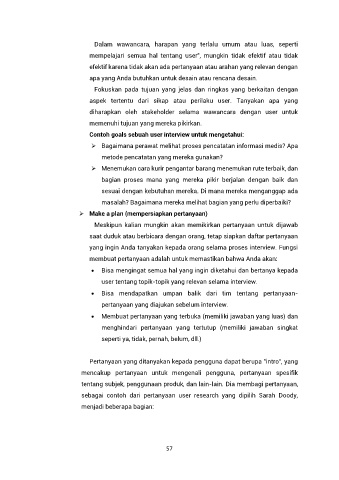 Dalam wawancara, harapan yang terlalu umum atau luas, seperti
mempelajari semua hal tentang user", mungkin tidak efektif atau tidak
efektif karena tidak akan ada pertanyaan atau arahan yang relevan dengan
apa yang Anda butuhkan untuk desain atau rencana desain.
Fokuskan pada tujuan yang jelas dan ringkas yang berkaitan dengan
aspek tertentu dari sikap atau perilaku user. Tanyakan apa yang
diharapkan oleh stakeholder selama wawancara dengan user untuk
memenuhi tujuan yang mereka pikirkan.
Contoh goals sebuah user interview untuk mengetahui:
➢ Bagaimana perawat melihat proses pencatatan informasi medis? Apa
metode pencatatan yang mereka gunakan?
➢ Menemukan cara kurir pengantar barang menemukan rute terbaik, dan
bagian proses mana yang mereka pikir berjalan dengan baik dan
sesuai dengan kebutuhan mereka. Di mana mereka menganggap ada
masalah? Bagaimana mereka melihat bagian yang perlu diperbaiki?
➢ Make a plan (mempersiapkan pertanyaan)
Meskipun kalian mungkin akan memikirkan pertanyaan untuk dijawab
saat duduk atau berbicara dengan orang, tetap siapkan daftar pertanyaan
yang ingin Anda tanyakan kepada orang selama proses interview. Fungsi
membuat pertanyaan adalah untuk memastikan bahwa Anda akan:
• Bisa mengingat semua hal yang ingin diketahui dan bertanya kepada
user tentang topik-topik yang relevan selama interview.
• Bisa mendapatkan umpan balik dari tim tentang pertanyaan-
pertanyaan yang diajukan sebelum interview.
• Membuat pertanyaan yang terbuka (memiliki jawaban yang luas) dan
menghindari pertanyaan yang tertutup (memiliki jawaban singkat
seperti ya, tidak, pernah, belum, dll.)
Pertanyaan yang ditanyakan kepada pengguna dapat berupa "intro", yang
mencakup pertanyaan untuk mengenali pengguna, pertanyaan spesifik
tentang subjek, penggunaan produk, dan lain-lain. Dia membagi pertanyaan,
sebagai contoh dari pertanyaan user research yang dipilih Sarah Doody,
menjadi beberapa bagian:
57